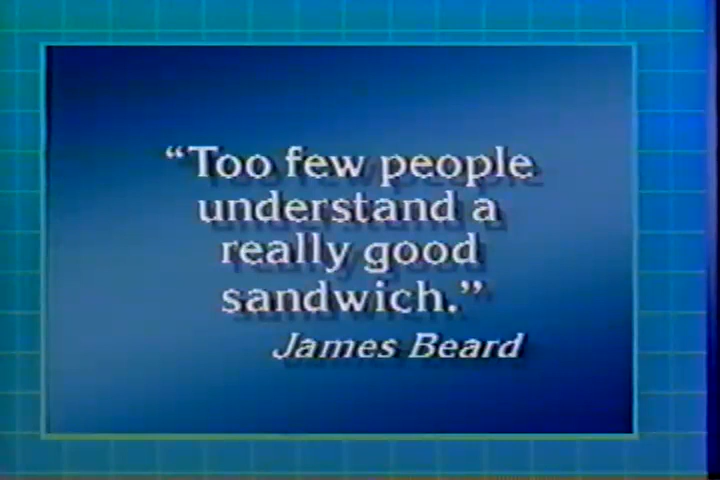 “Too few people
understand a
really good
sandwich.”
James Beard